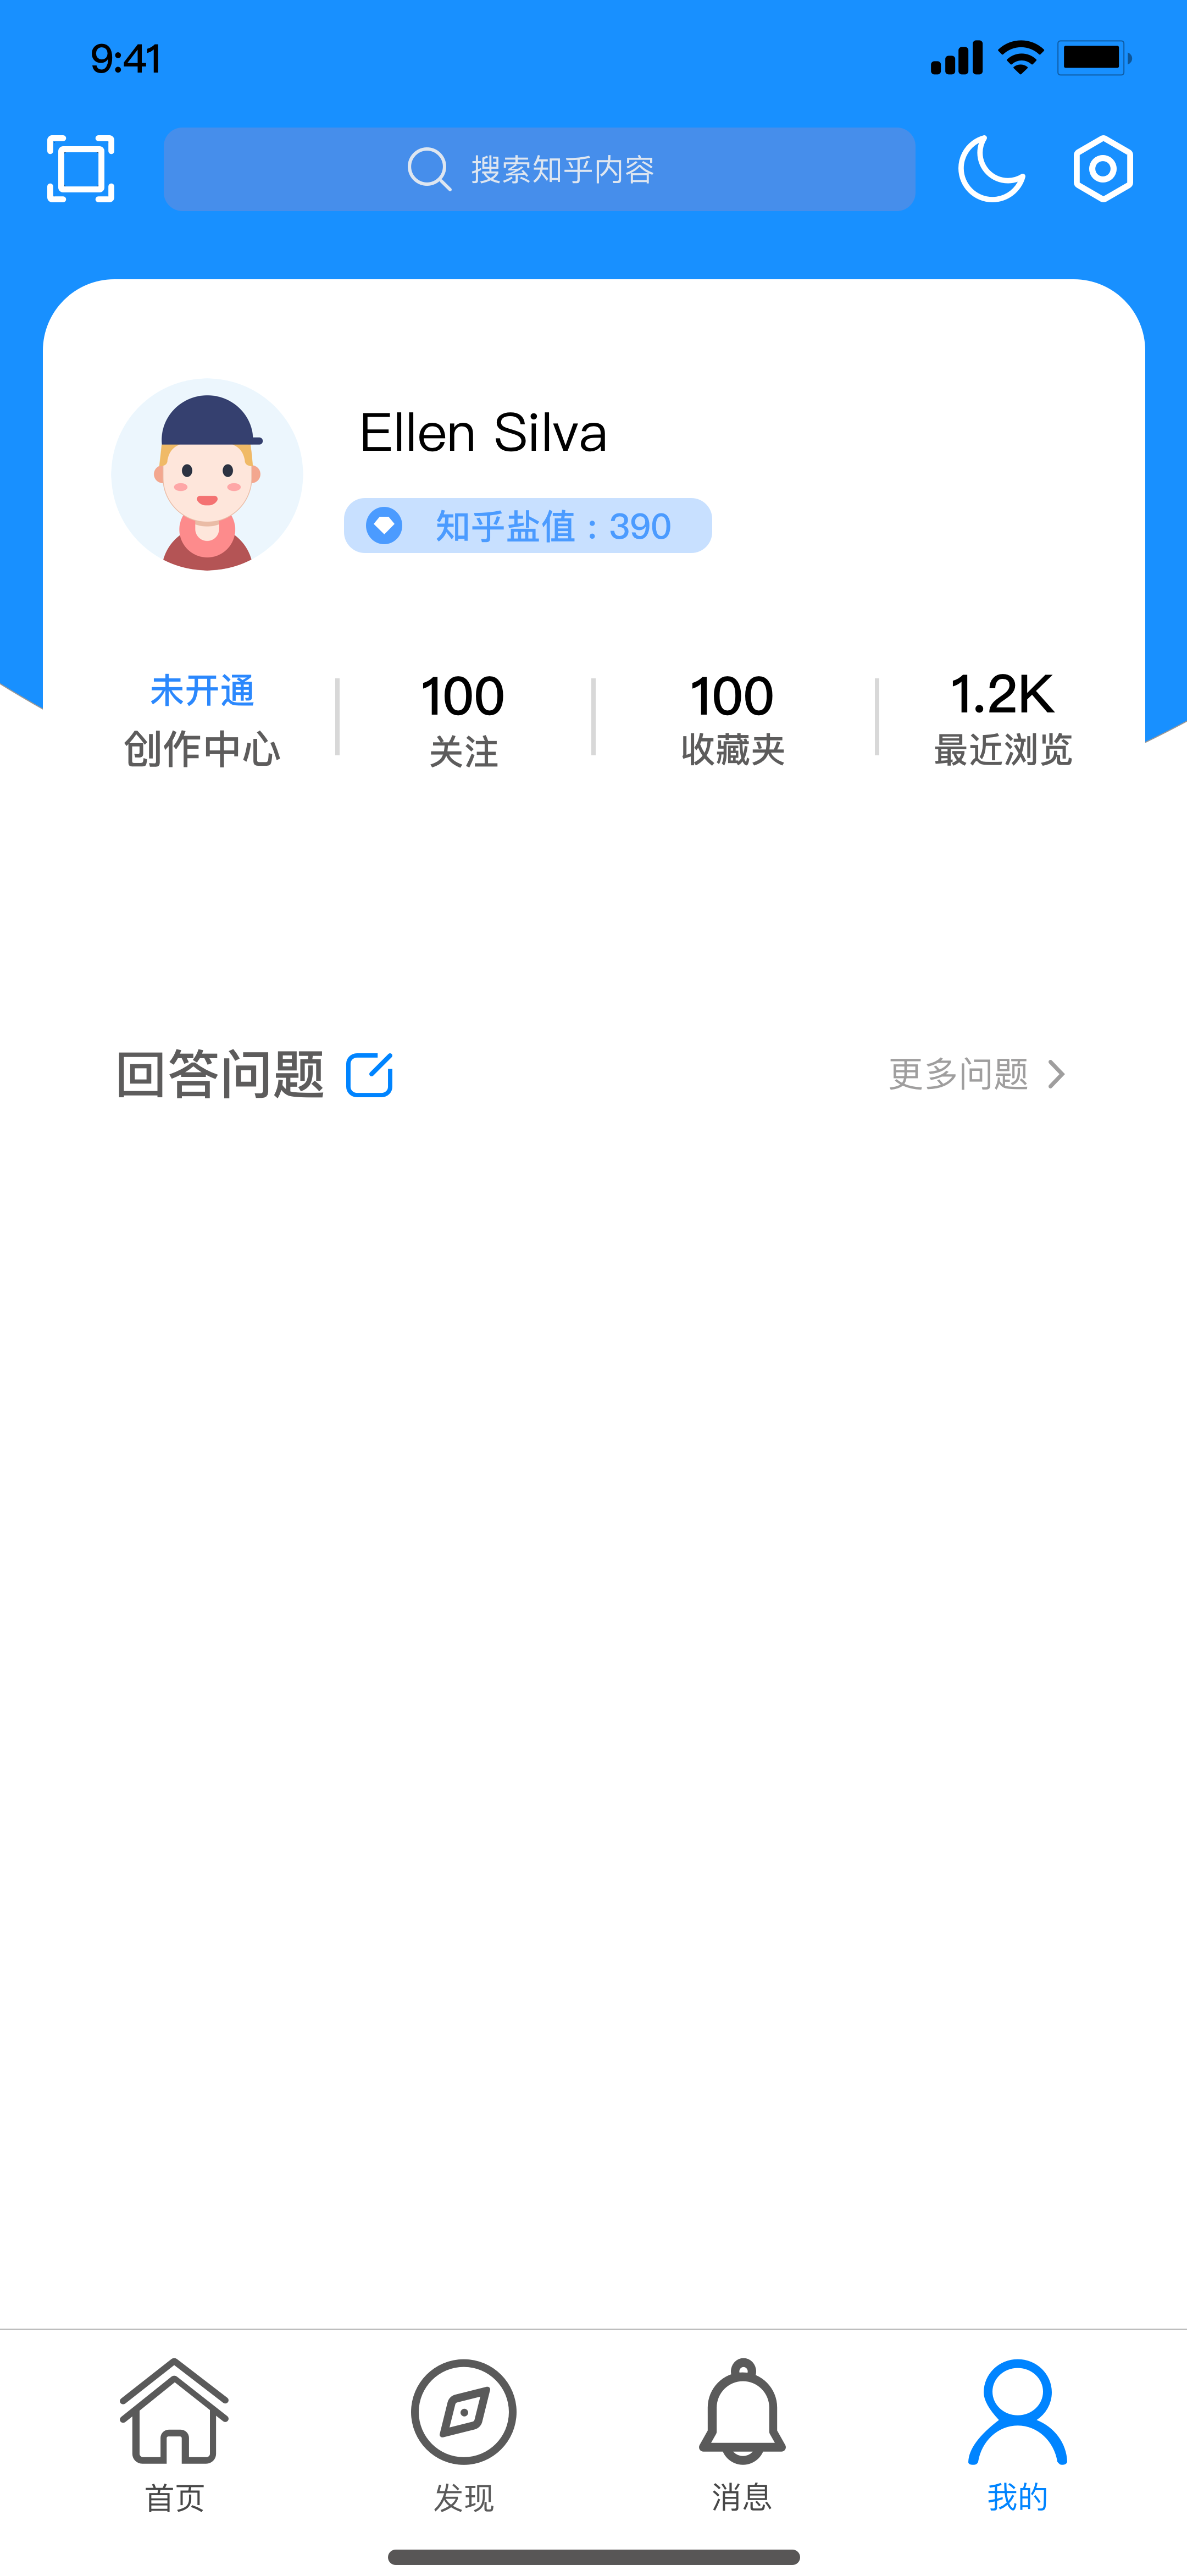 9:41
搜索知乎内容
Ellen Silva
知乎盐值：390
未开通 100 100 1.2K
创作中心 关注 收藏夹 最近浏览
回答问题 更多问题
首页 发现 消息 我的